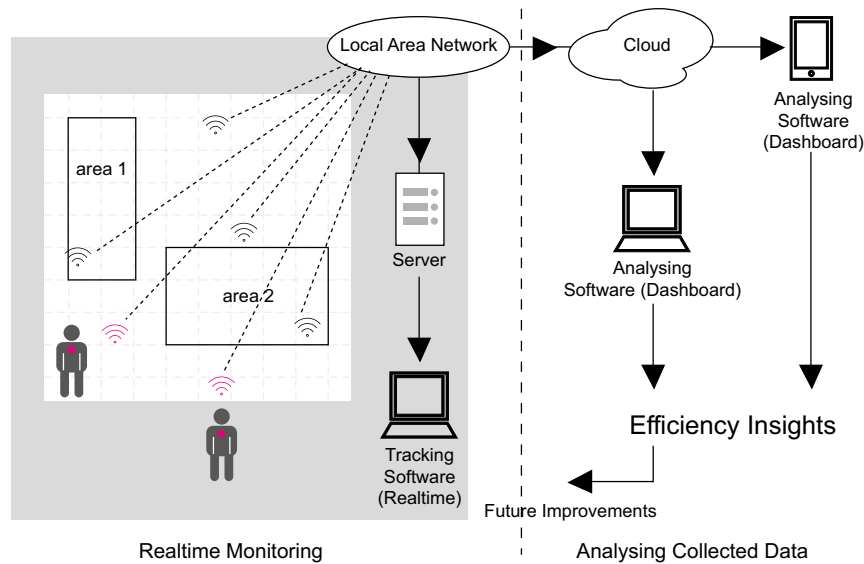 Local Area Network
Cloud
Analysing
Software
(Dashboard)
area 1
area 2
Server
Analysing
Software (Dashboard)
Tracking
Software
(Realtime)
Efficiency Insights
Future Improvements
Realtime Monitoring
Analysing Collected Data